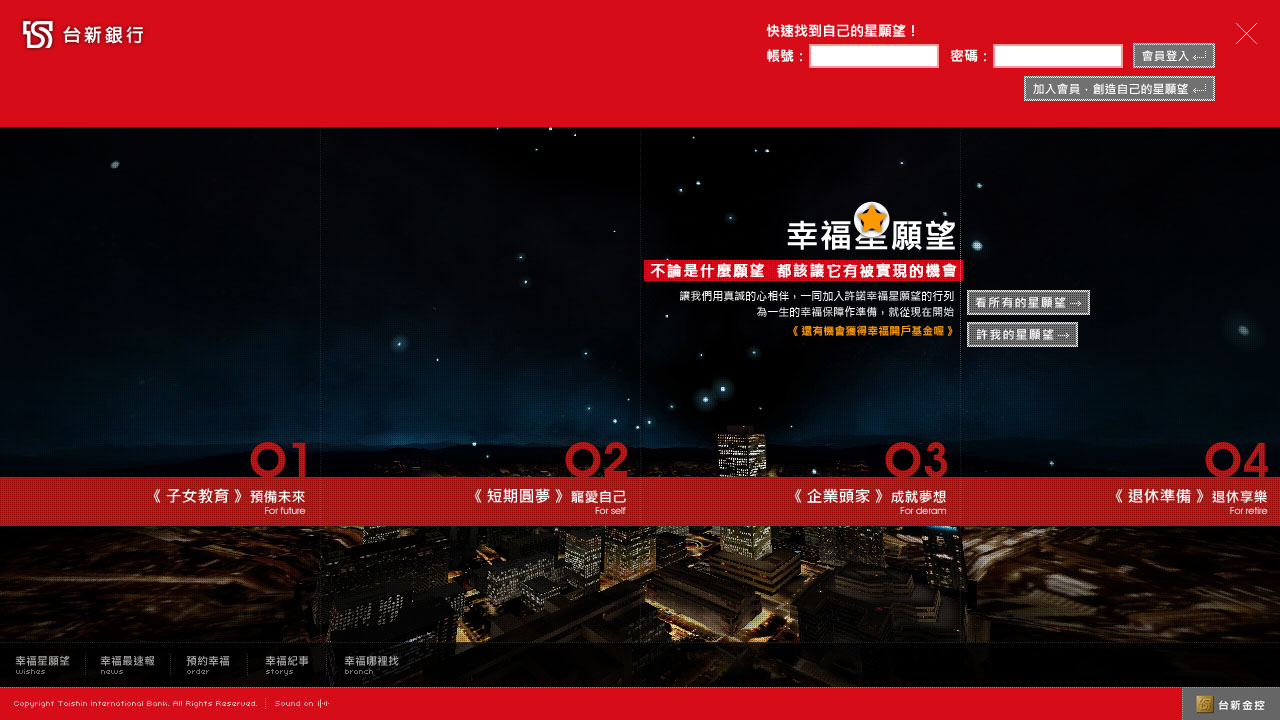 台新銀行
快速找到自己的星願望！
帳號：
密碼：
會員登入
加入會員．創造自己的星願望
幸福星願望
不論是什麼願望 都該讓它有被實現的機會
讓我們用真誠的心相伴，一同加入許諾幸福星願望的行列
為一生的幸福保障作準備，就從現在開始
《 還有機會獲得幸福開戶基金喔 》
看所有的星願望
許我的星願望
01
《 子女教育 》預備未來
For future
02
《 短期圓夢 》寵愛自己
For self
03
《 企業頭家 》成就夢想
For deram
04
《 退休準備 》退休享樂
For retire
幸福星願望
wishes
幸福最速報
news
預約幸福
order
幸福紀事
storys
幸福哪裡找
branch
Copyright Taishin International Bank. All Rights Reserved.
Sound on
台新金控